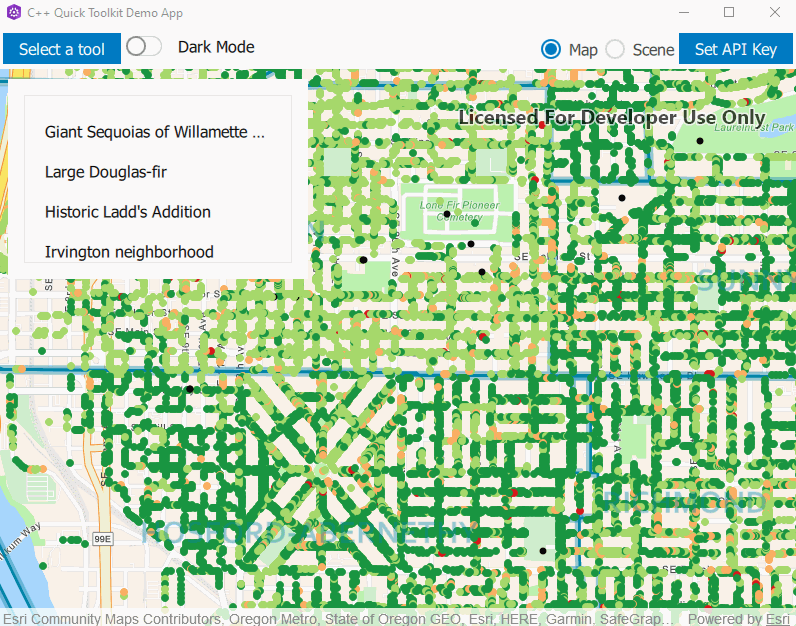 C++ Quick Toolkit Demo App
Select a tool
Dark Mode
Map
Scene
Set API Key
Licensed For Developer Use Only
Laurelhurst Park
Giant Sequoias of Willamette ...
Large Douglas-fir
Historic Ladd's Addition
Irvington neighborhood
Lone Fir Pioneer
Cemetery
SUNNY
RICHMOND
HOSFORD-ABERNETHY
99E
Esri Community Maps Contributors, Oregon Metro, State of Oregon GEO, Esri, HERE, Garmin, SafeGrap...
Powered by Esri